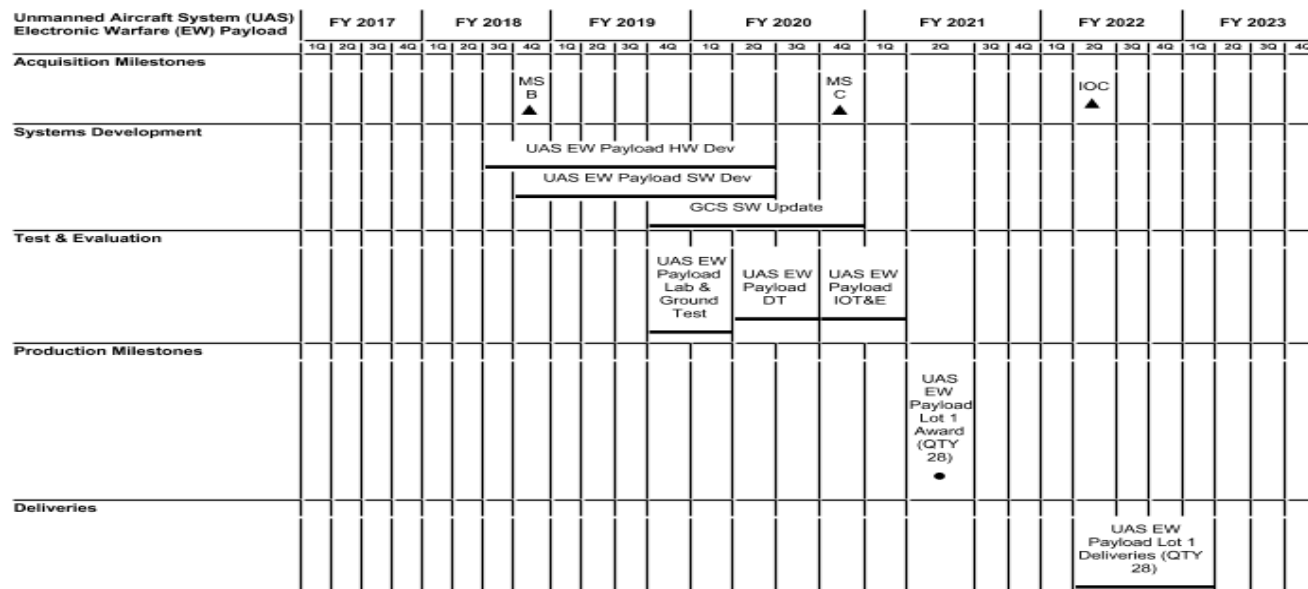 Unmanned Aircraft System (UAS)
Electronic Warfare (EW) Payload
FY 2017 FY 2018 FY 2019 FY 2020 FY 2021 FY 2022 FY 2023
1Q 2Q 3Q 4Q 1Q 2Q 3Q 4Q 1Q 2Q 3Q 4Q 1Q 2Q 3Q 4Q 1Q 2Q 3Q 4Q 1Q 2Q 3Q 4Q 1Q 2Q 3Q 4Q
Acquisition Milestones
MS
B
MS
C
IOC
Systems Development
UAS EW Payload HW Dev
UAS EW Payload SW Dev
GCS SW Update
Test & Evaluation
UAS EW
Payload
Lab &
Ground
Test
UAS EW
Payload
DT
UAS EW
Payload
IOT&E
Production Milestones
UAS
EW
Payload
Lot 1
Award
(QTY
28)
Deliveries
UAS EW
Payload Lot 1
Deliveries (QTY
28)